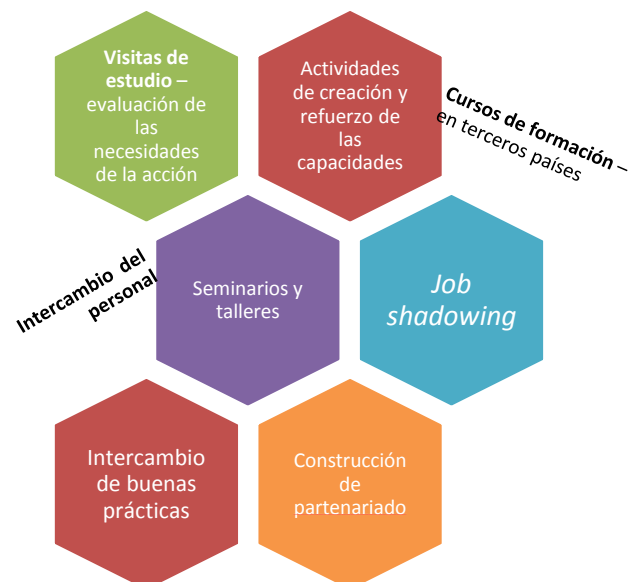 Visitas de
estudio –
evaluación de
las
necesidades
de la acción
Actividades
de creación y
refuerzo de
las
capacidades
Cursos de formación –
en terceros países
Intercambio del
personal
Seminarios y
talleres
Job
shadowing
Intercambio
de buenas
prácticas
Construcción
de
partenariado